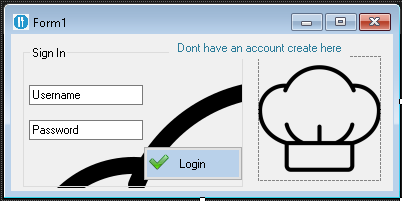 Form1
Sign In
Dont have an account create here
Username
Password
Login